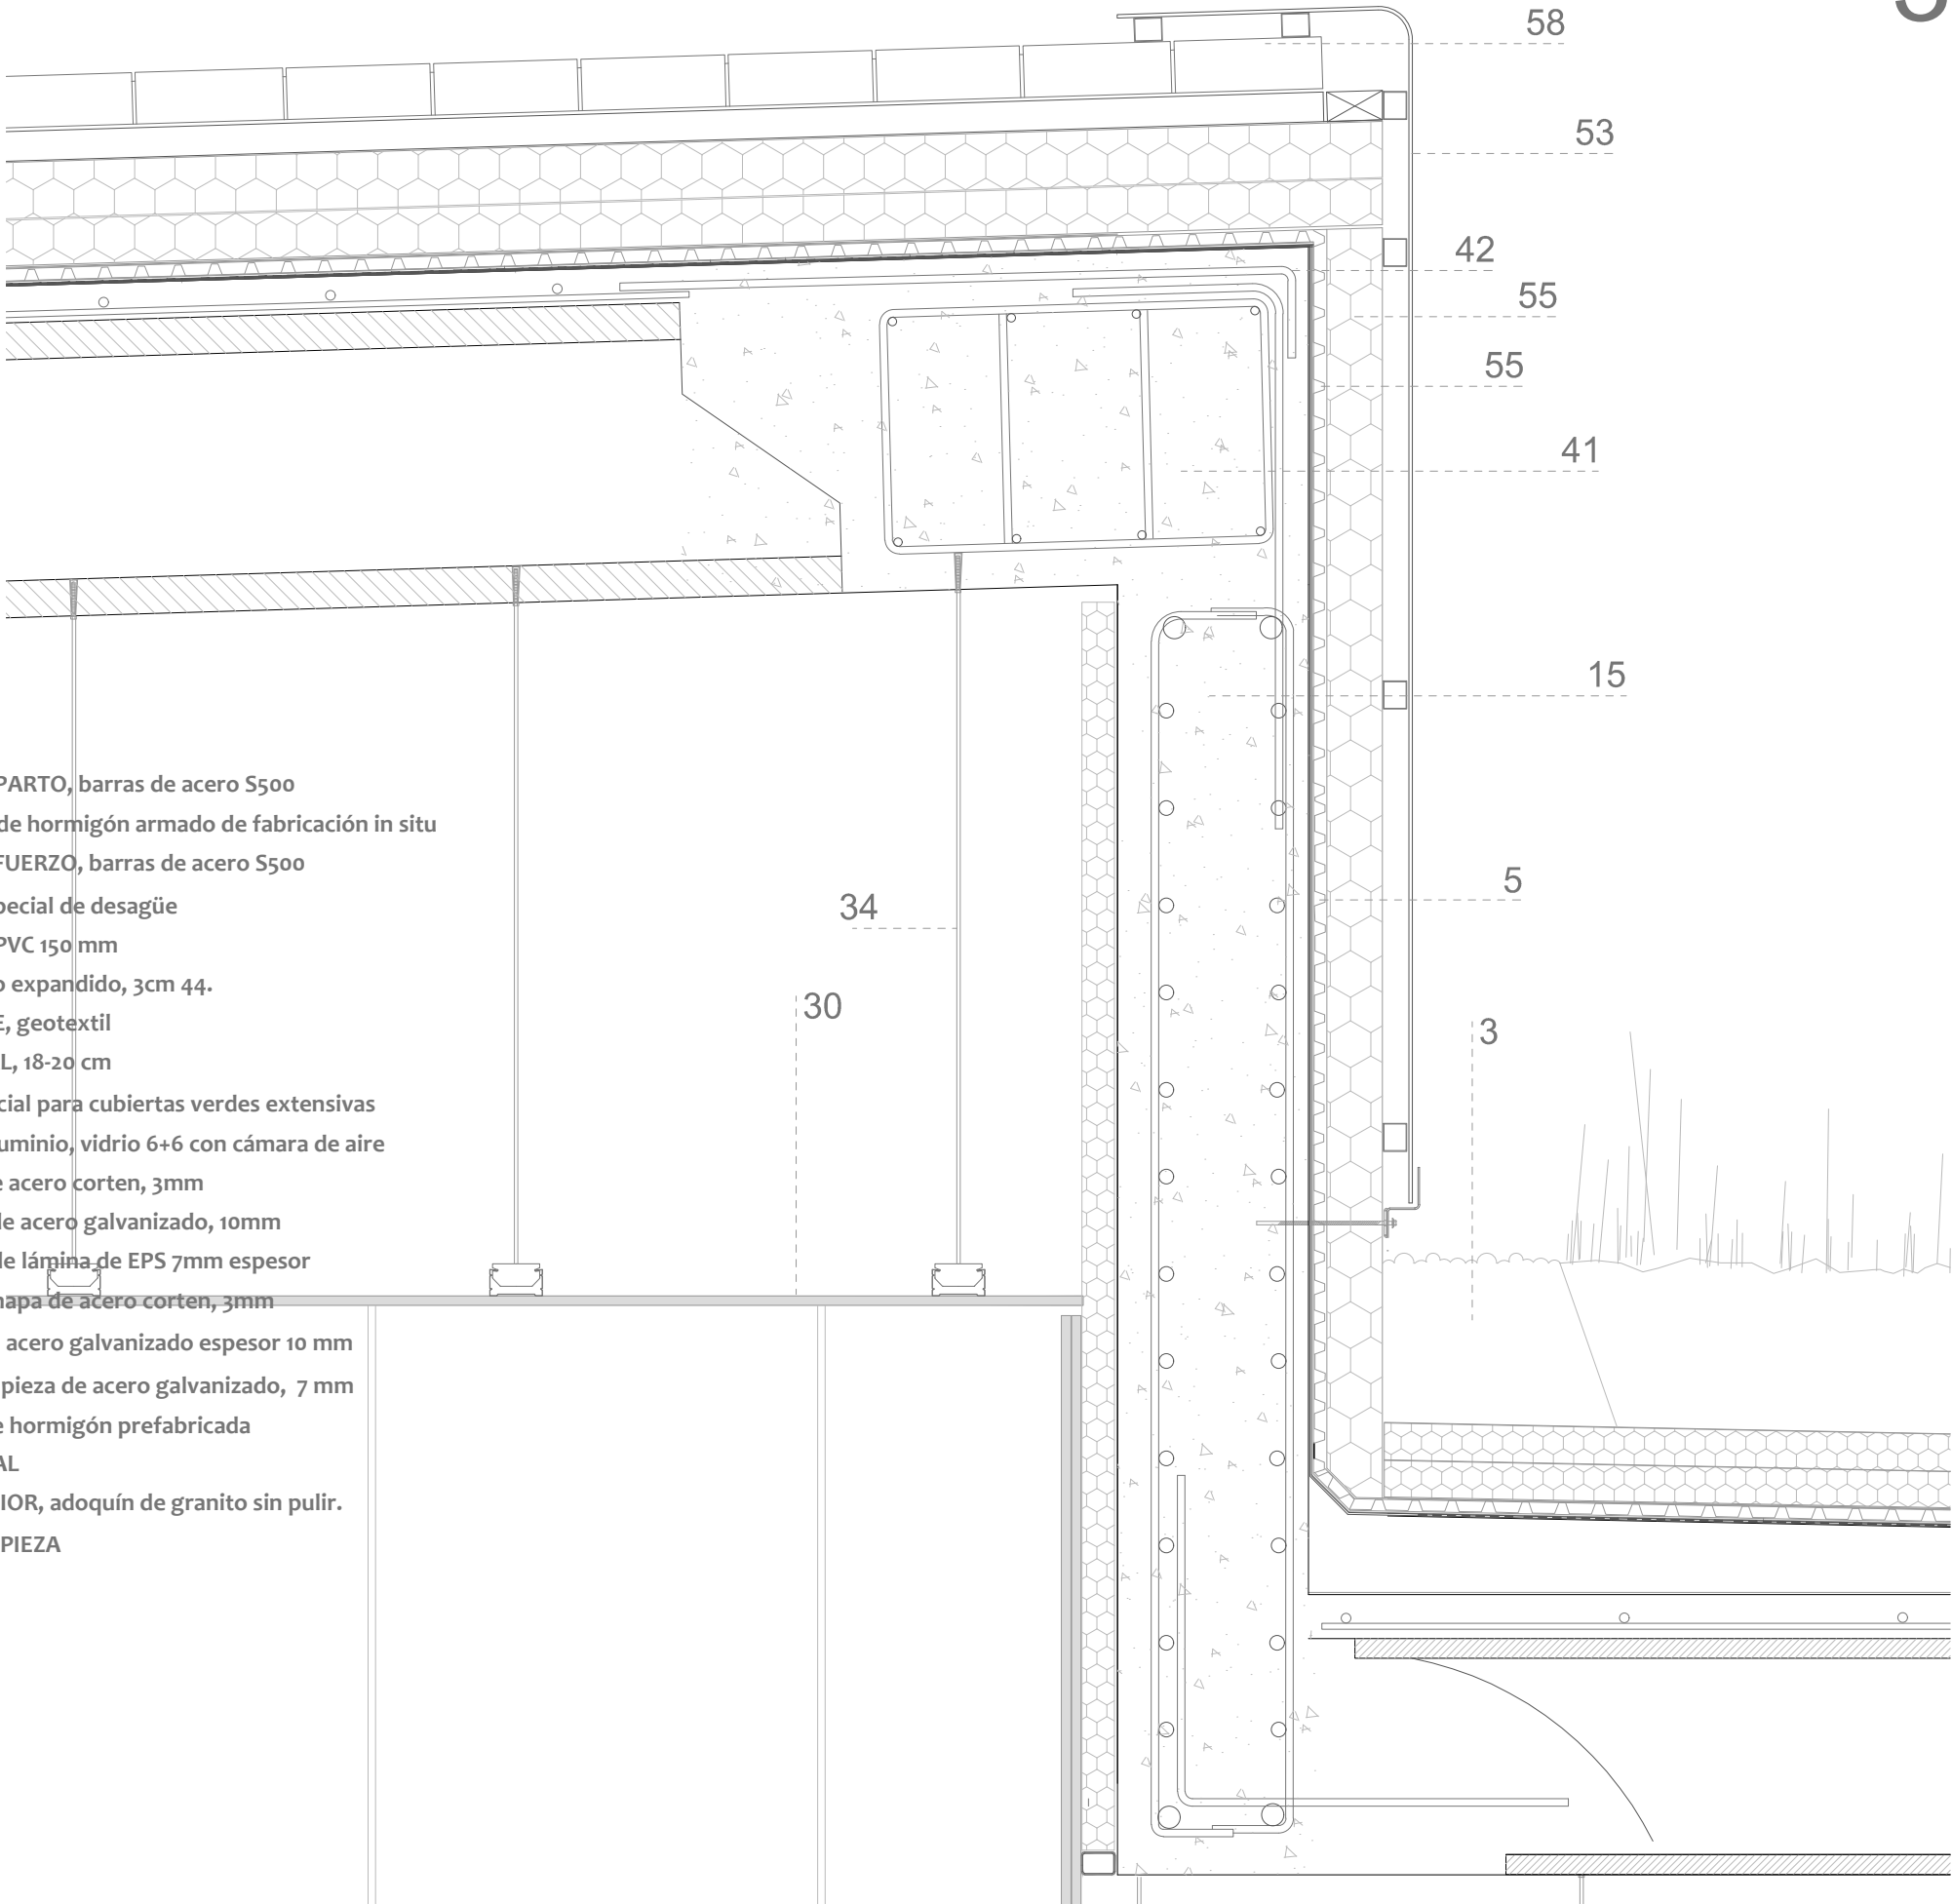 58
53
42
55
55
41
15
PARTO, barras de acero S500
de hormigón armado de fabricación in situ
FUERZO, barras de acero S500
5
pecial de desagüe
34
PVC 150 mm
o expandido, 3cm 44.
30
E, geotextil
3
L, 18-20 cm
cial para cubiertas verdes extensivas
uminio, vidrio 6+6 con cámara de aire
e acero corten, 3mm
de acero galvanizado, 10mm
de lámina de EPS 7mm espesor
hapa de acero corten, 3mm
acero galvanizado espesor 10 mm
pieza de acero galvanizado, 7 mm
e hormigón prefabricada
AL
IOR, adoquín de granito sin pulir.
PIEZA